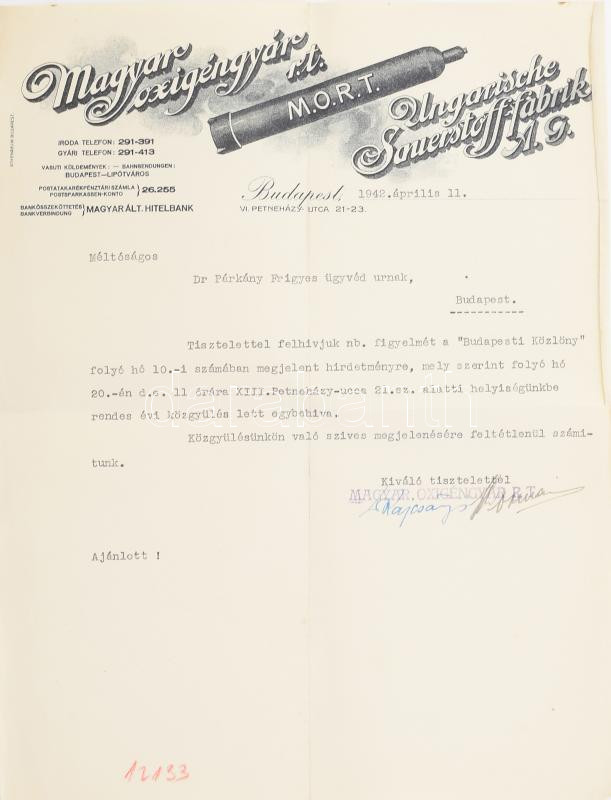 Magyar
oxigéngyár
r.t.
M.O.R.T.
Ungarische
Sauerstoff-fabrik
A. G.
IRODA TELEFON: 291-391
GYÁRI TELEFON: 291-413
VASUTI KÜLDEMÉNYEK: — BAHNSENDUNGEN:
BUDAPEST—LIPÓTVÁROS
POSTATAKARÉKPÉNZTÁRI SZÁMLA
POSTSPARKASSEN-KONTO } 26.255
BANKÖSSZEKÖTTETÉS
BANKVERBINDUNG } MAGYAR ÁLT. HITELBANK
Budapest, 1942.április 11.
VI. PETNEHÁZY- UTCA 21-23.
Méltóságos
Dr Párkány Frigyes ügyvéd urnak,
Budapest.
Tisztelettel felhivjuk nb. figyelmét a "Budapesti Közlöny"
folyó hó 10.-i számában megjelent hirdetményre, mely szerint folyó hó
20.-án d.e. 11 órára XIII.Petneházy-ucca 21.sz. alatti helyiségünkbe
rendes évi közgyülés lett egybehiva.
Közgyülésünkön való szives megjelenésére feltétlenül számi-
tunk.
Kiváló tisztelettel
MAGYAR OXIGÉNGYÁR R.T.
Ajánlott !
12133
darabanth